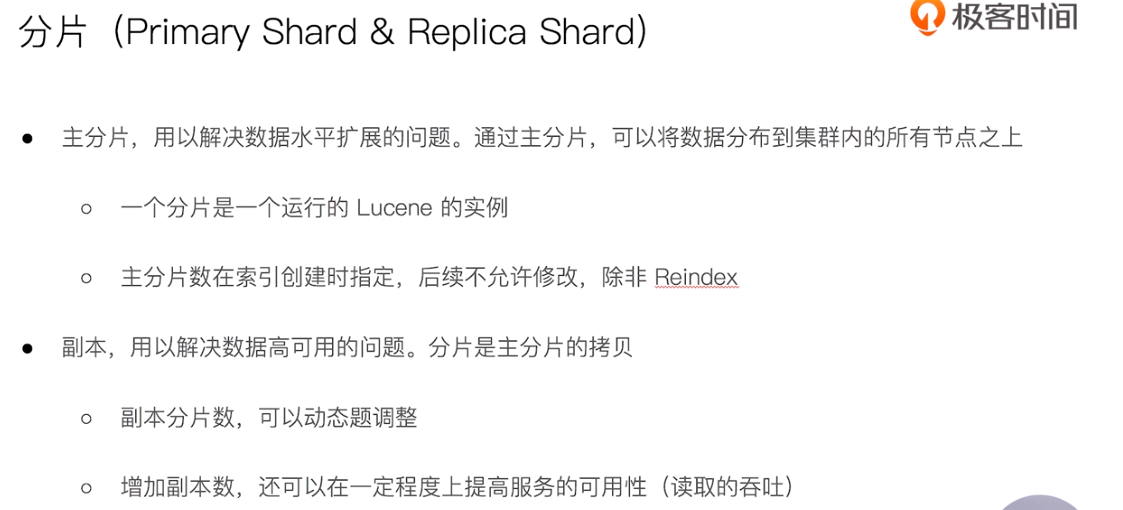 分片（Primary Shard & Replica Shard）
极客时间
● 主分片，用以解决数据水平扩展的问题。通过主分片，可以将数据分布到集群内的所有节点之上
○ 一个分片是一个运行的 Lucene 的实例
○ 主分片数在索引创建时指定，后续不允许修改，除非 Reindex
● 副本，用以解决数据高可用的问题。分片是主分片的拷贝
○ 副本分片数，可以动态题调整
○ 增加副本数，还可以在一定程度上提高服务的可用性（读取的吞吐）